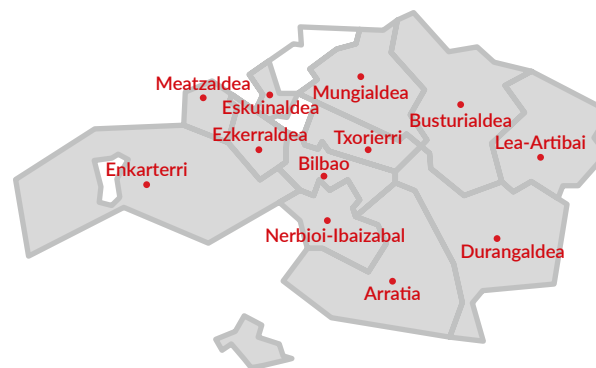 Meatzaldea
Eskuinaldea
Mungialdea
Busturialdea
Ezkerraldea
Txorierri
Lea-Artibai
Enkarterri
Bilbao
Nerbioi-Ibaizabal
Durangaldea
Arratia